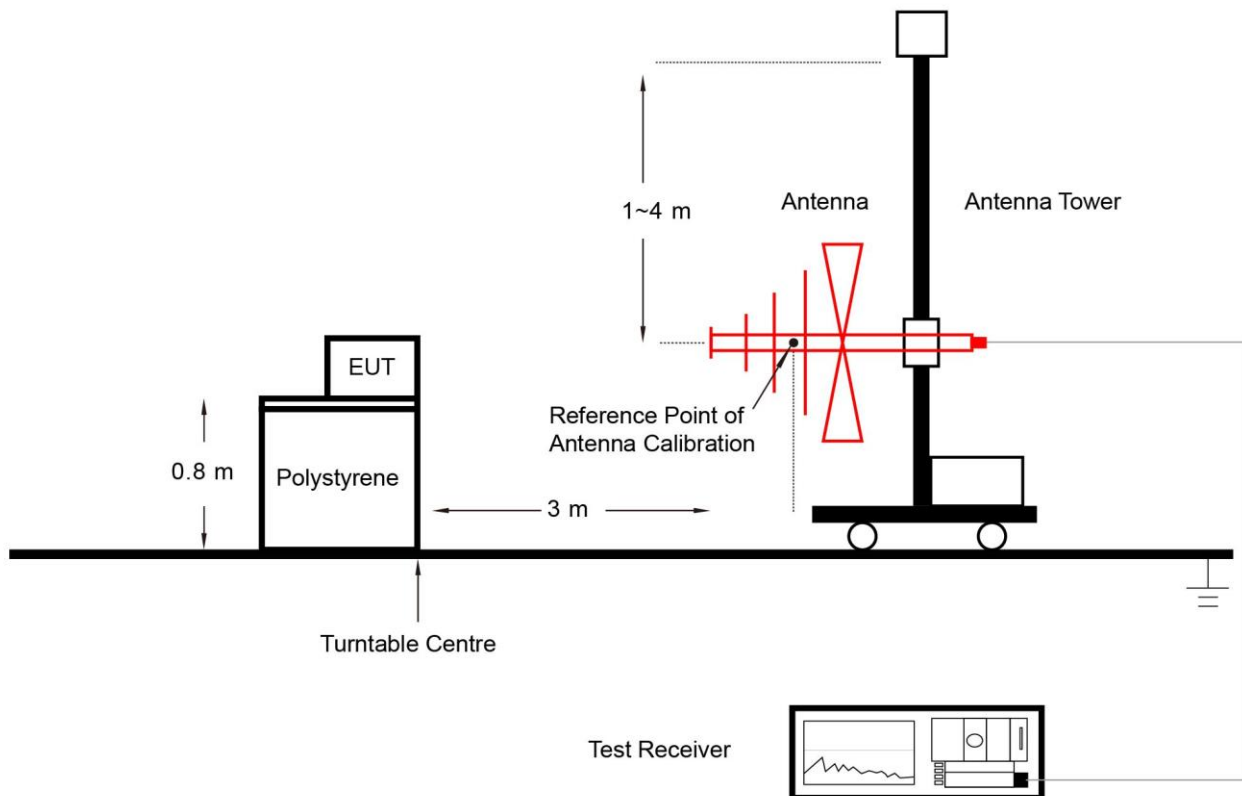 1~4 m
Antenna
Antenna Tower
EUT
Reference Point of
Antenna Calibration
0.8 m
Polystyrene
3 m
Turntable Centre
Test Receiver